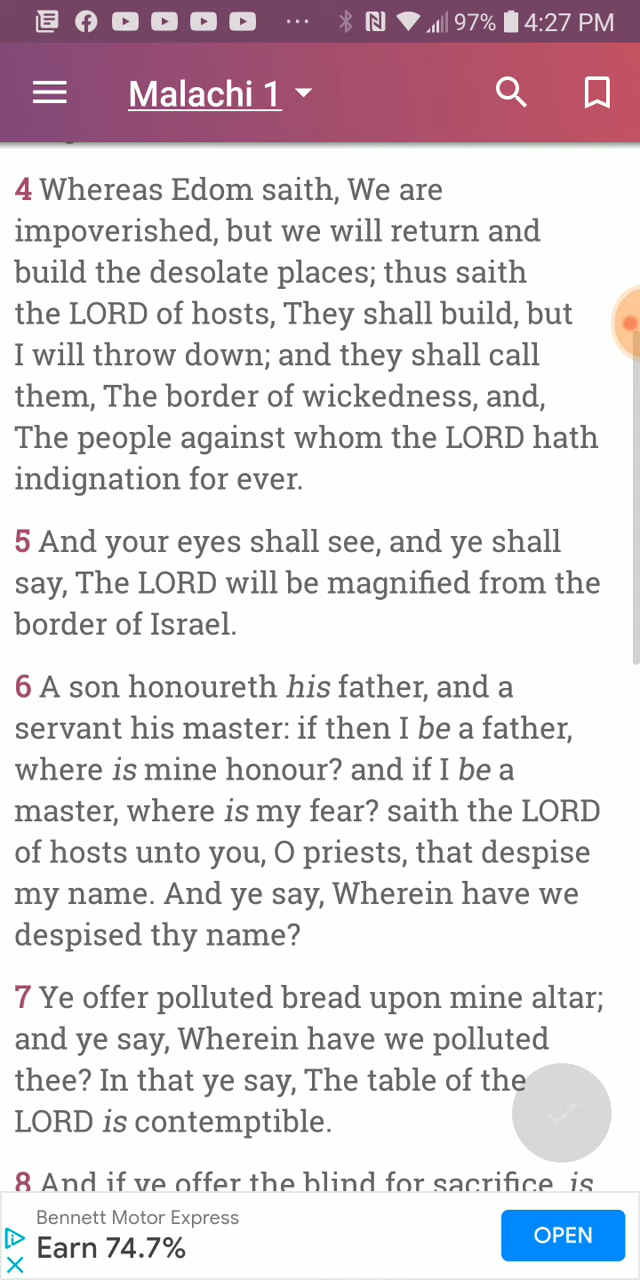 97% 4:27 PM
Malachi 1
4 Whereas Edom saith, We are
impoverished, but we will return and
build the desolate places; thus saith
the LORD of hosts, They shall build, but
I will throw down; and they shall call
them, The border of wickedness, and,
The people against whom the LORD hath
indignation for ever.
5 And your eyes shall see, and ye shall
say, The LORD will be magnified from the
border of Israel.
6 A son honoureth his father, and a
servant his master: if then I be a father,
where is mine honour? and if I be a
master, where is my fear? saith the LORD
of hosts unto you, O priests, that despise
my name. And ye say, Wherein have we
despised thy name?
7 Ye offer polluted bread upon mine altar;
and ye say, Wherein have we polluted
thee? In that ye say, The table of the
LORD is contemptible.
8 And if ye offer the blind for sacrifice, is
Bennett Motor Express
Earn 74.7%
OPEN